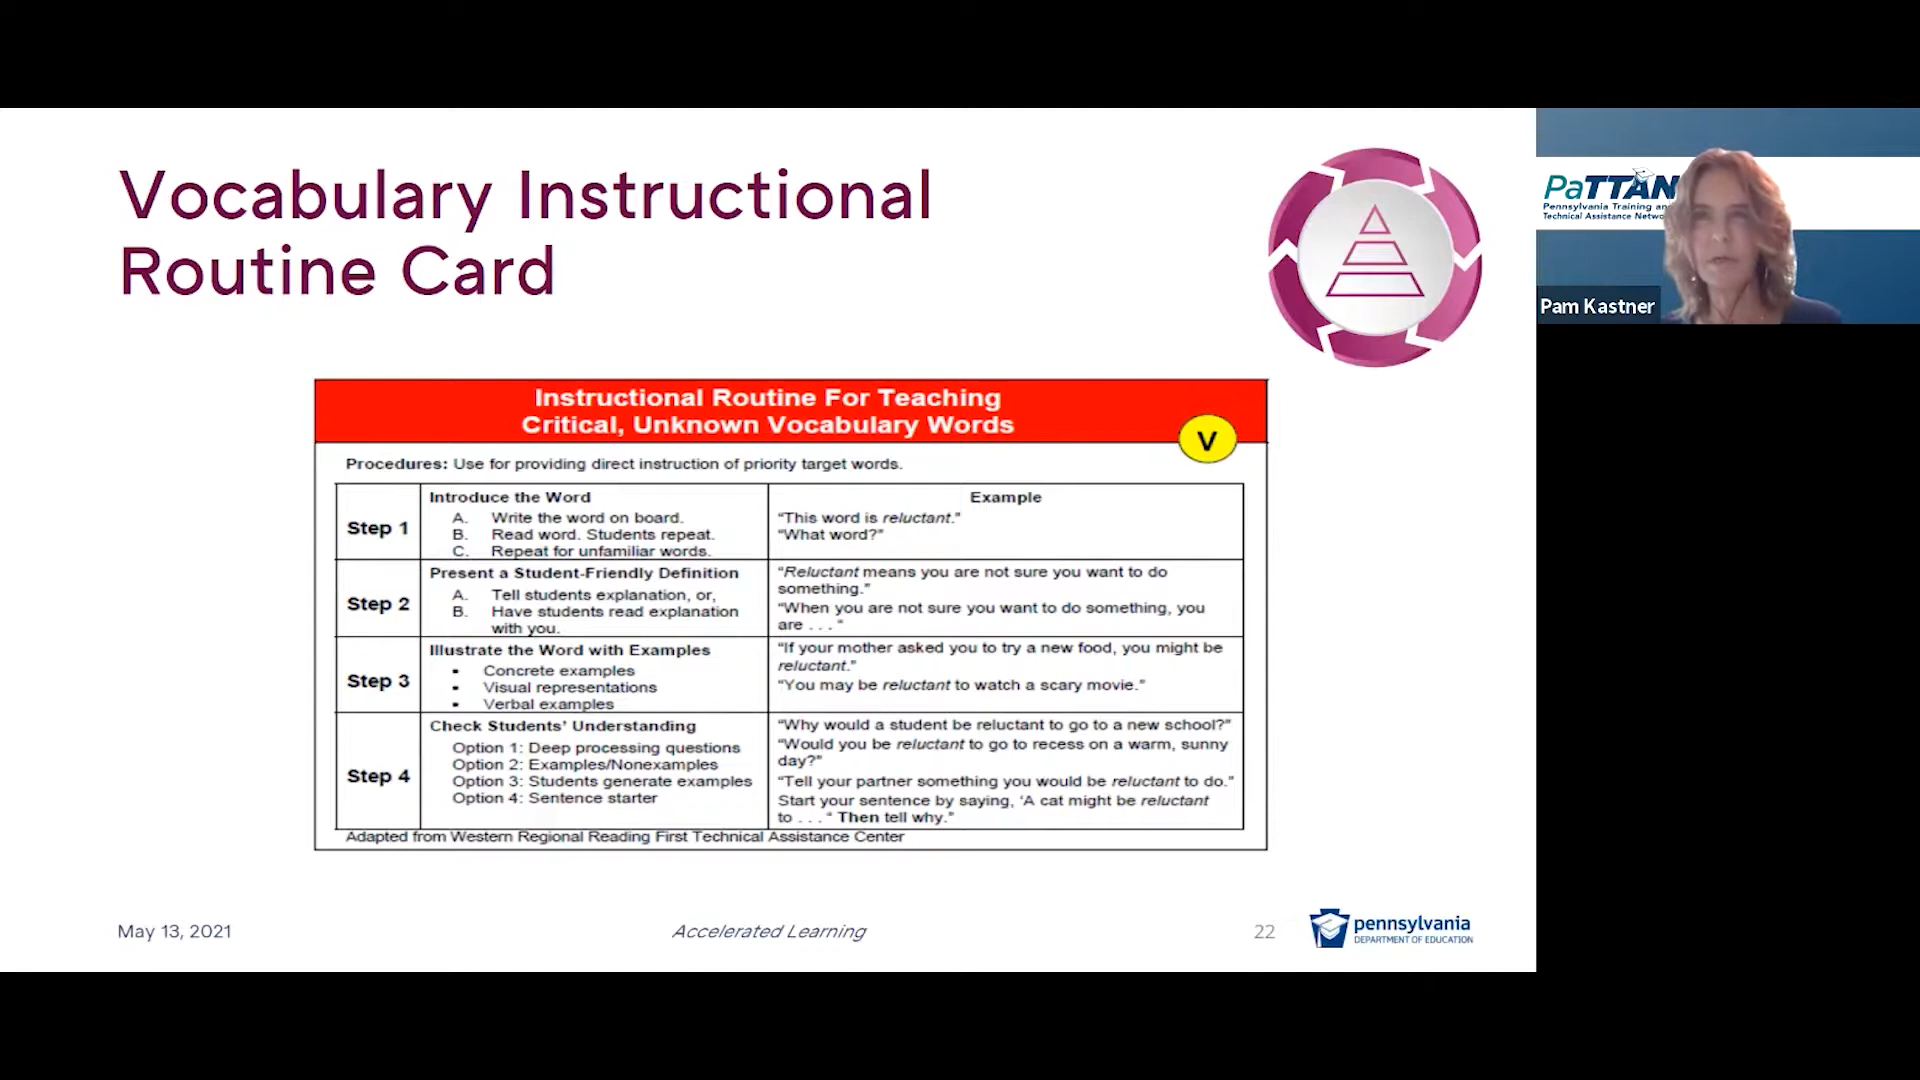 Vocabulary Instructional
Routine Card
PaTTAN
Pennsylvania Training an
Technical Assistance Netwo
Pam Kastner
Instructional Routine For Teaching
Critical, Unknown Vocabulary Words
V
Procedures: Use for providing direct instruction of priority target words.
Step 1
Introduce the Word
A. Write the word on board.
B. Read word. Students repeat.
C. Repeat for unfamiliar words.
Example
“This word is reluctant.”
“What word?”
Step 2
Present a Student-Friendly Definition
A. Tell students explanation, or,
B. Have students read explanation
with you.
“Reluctant means you are not sure you want to do
something.”
“When you are not sure you want to do something, you
are . . . “
Step 3
Illustrate the Word with Examples
▪ Concrete examples
▪ Visual representations
▪ Verbal examples
“If your mother asked you to try a new food, you might be
reluctant.”
“You may be reluctant to watch a scary movie.”
Step 4
Check Students’ Understanding
Option 1: Deep processing questions
Option 2: Examples/Nonexamples
Option 3: Students generate examples
Option 4: Sentence starter
“Why would a student be reluctant to go to a new school?”
“Would you be reluctant to go to recess on a warm, sunny
day?”
“Tell your partner something you would be reluctant to do.”
Start your sentence by saying, ‘A cat might be reluctant
to . . . “ Then tell why.”
Adapted from Western Regional Reading First Technical Assistance Center
May 13, 2021
Accelerated Learning
22
pennsylvania
DEPARTMENT OF EDUCATION